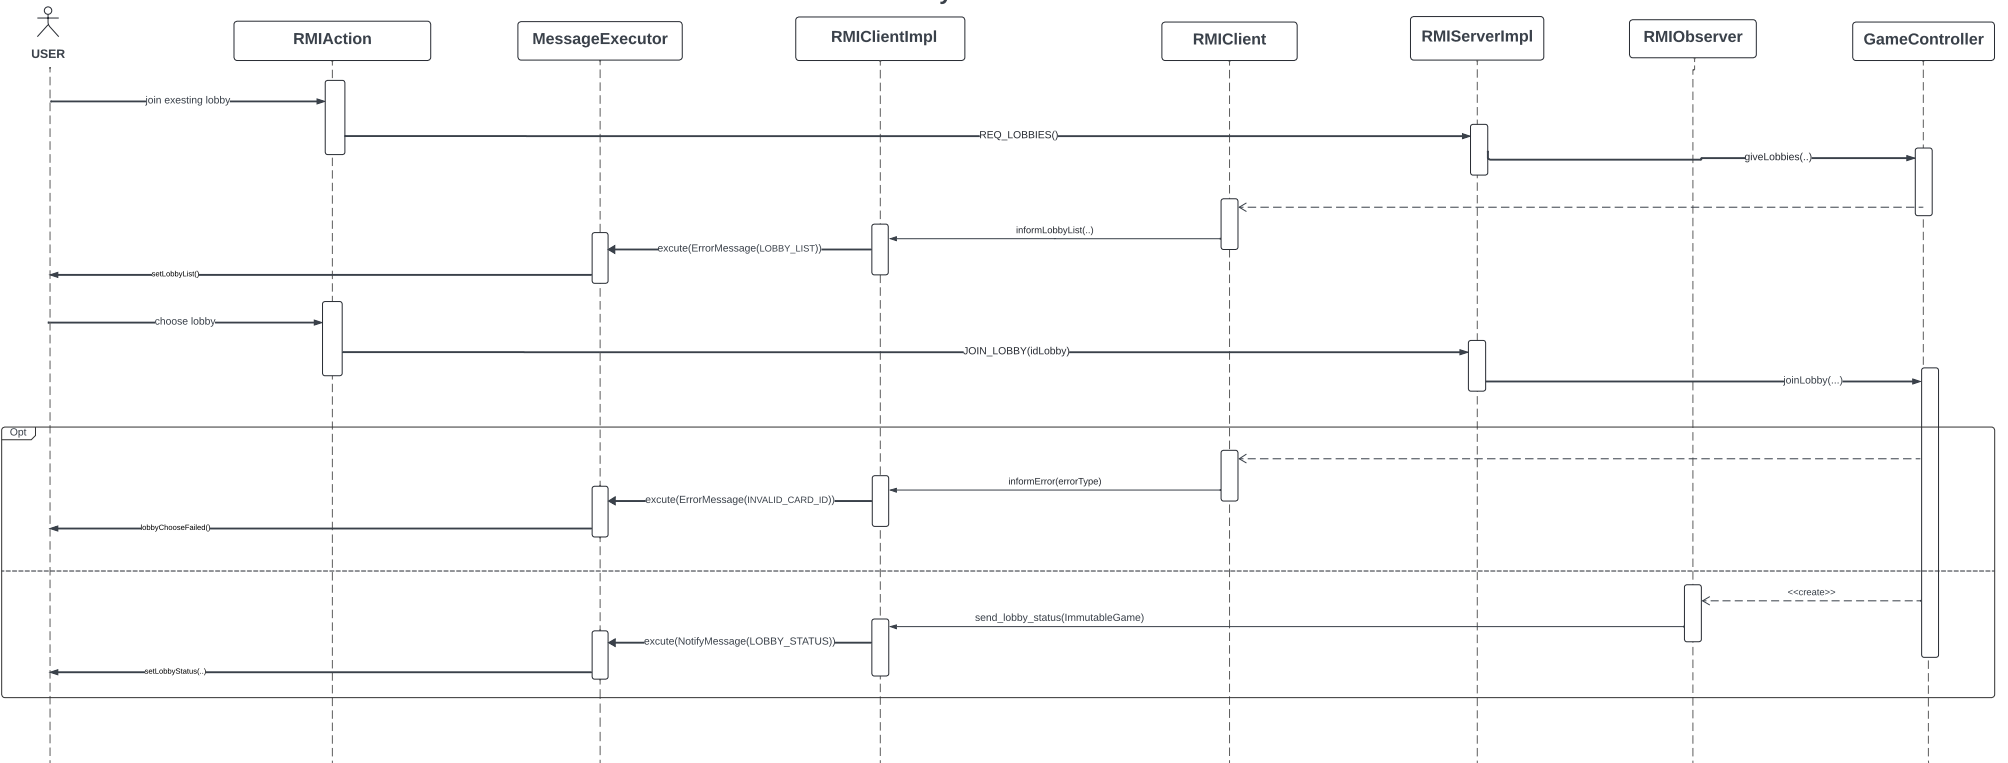 USER
RMIAction
MessageExecutor
RMIClientImpl
RMIClient
RMIServerImpl
RMIObserver
GameController
join exesting lobby
REQ_LOBBIES()
giveLobbies(..)
informLobbyList(..)
excute(ErrorMessage(LOBBY_LIST))
setLobbyList()
choose lobby
JOIN_LOBBY(idLobby)
joinLobby(...)
Opt
informError(errorType)
excute(ErrorMessage(INVALID_CARD_ID))
lobbyChooseFailed()
<<create>>
send_lobby_status(ImmutableGame)
excute(NotifyMessage(LOBBY_STATUS))
setLobbyStatus(..)